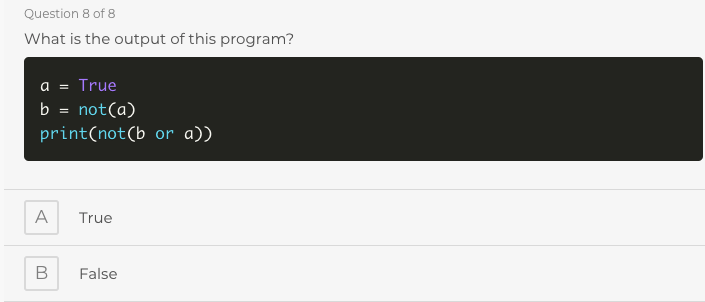 Question 8 of 8
What is the output of this program?
a = True
b = not(a)
print(not(b or a))
A True
B False